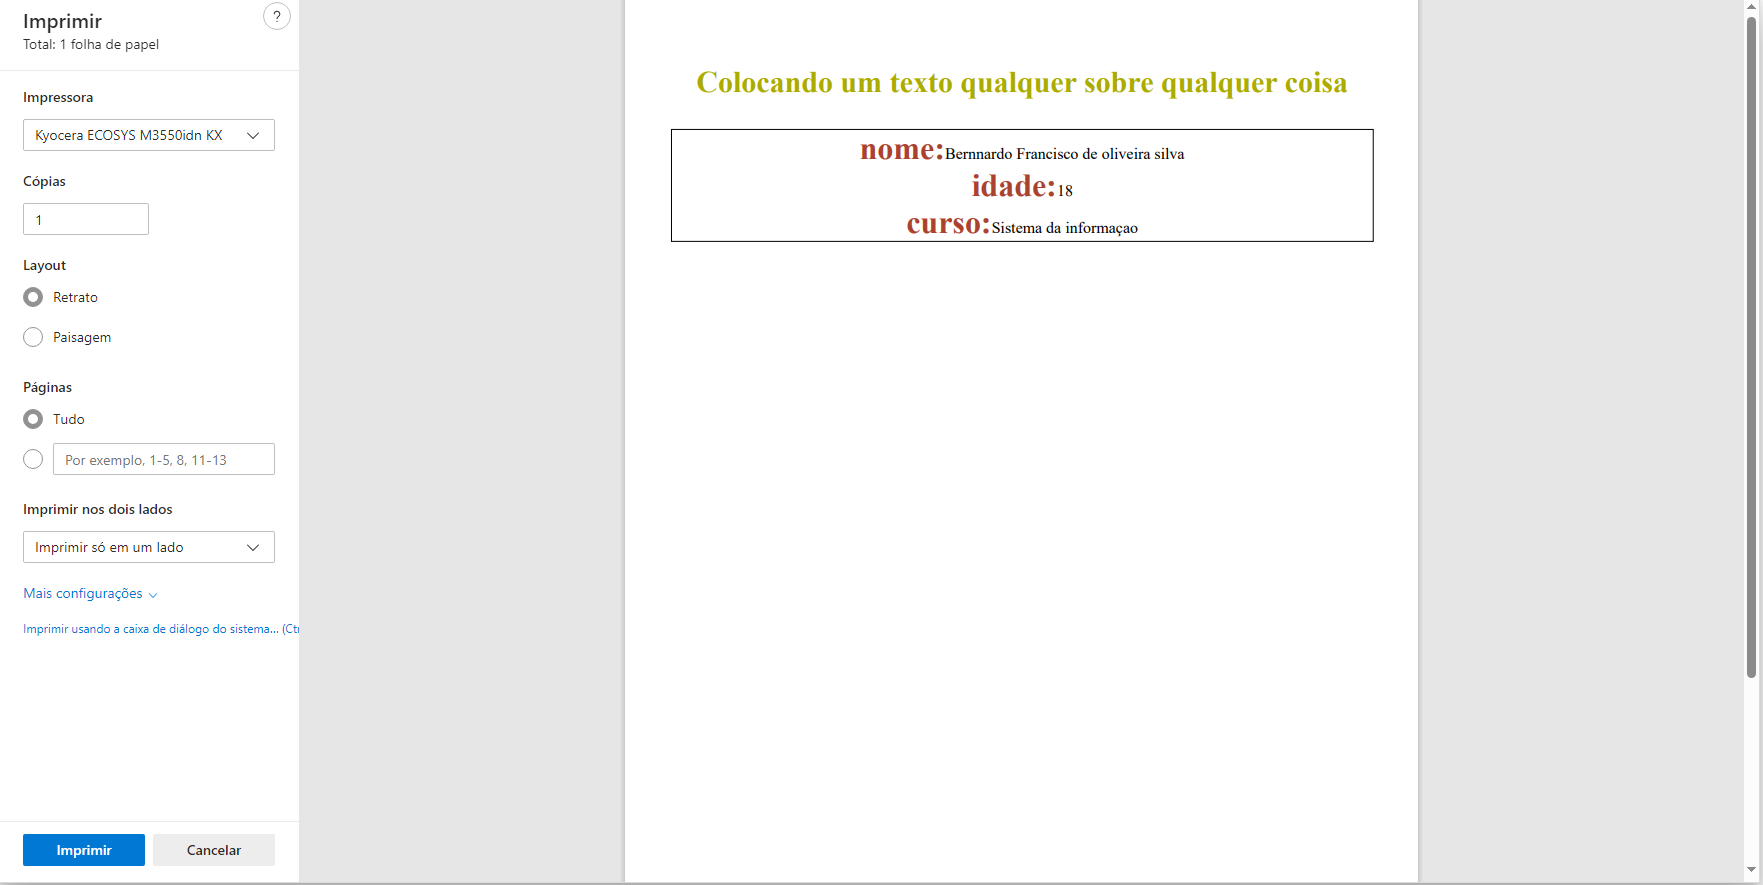 Imprimir
?
Total: 1 folha de papel
Impressora
Kyocera ECOSYS M3550idn KX
Cópias
1
Layout
Retrato
Paisagem
Páginas
Tudo
Por exemplo, 1-5, 8, 11-13
Imprimir nos dois lados
Imprimir só em um lado
Mais configurações
Imprimir usando a caixa de diálogo do sistema... (Ctr
Imprimir
Cancelar
Colocando um texto qualquer sobre qualquer coisa
nome:Bernnardo Francisco de oliveira silva
idade:18
curso:Sistema da informaçao